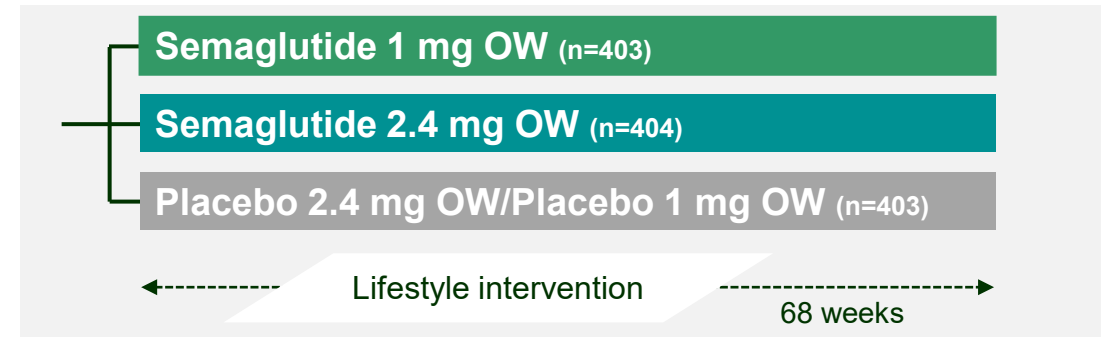 Semaglutide 1 mg OW (n=403)
Semaglutide 2.4 mg OW (n=404)
Placebo 2.4 mg OW/Placebo 1 mg OW (n=403)
Lifestyle intervention
68 weeks